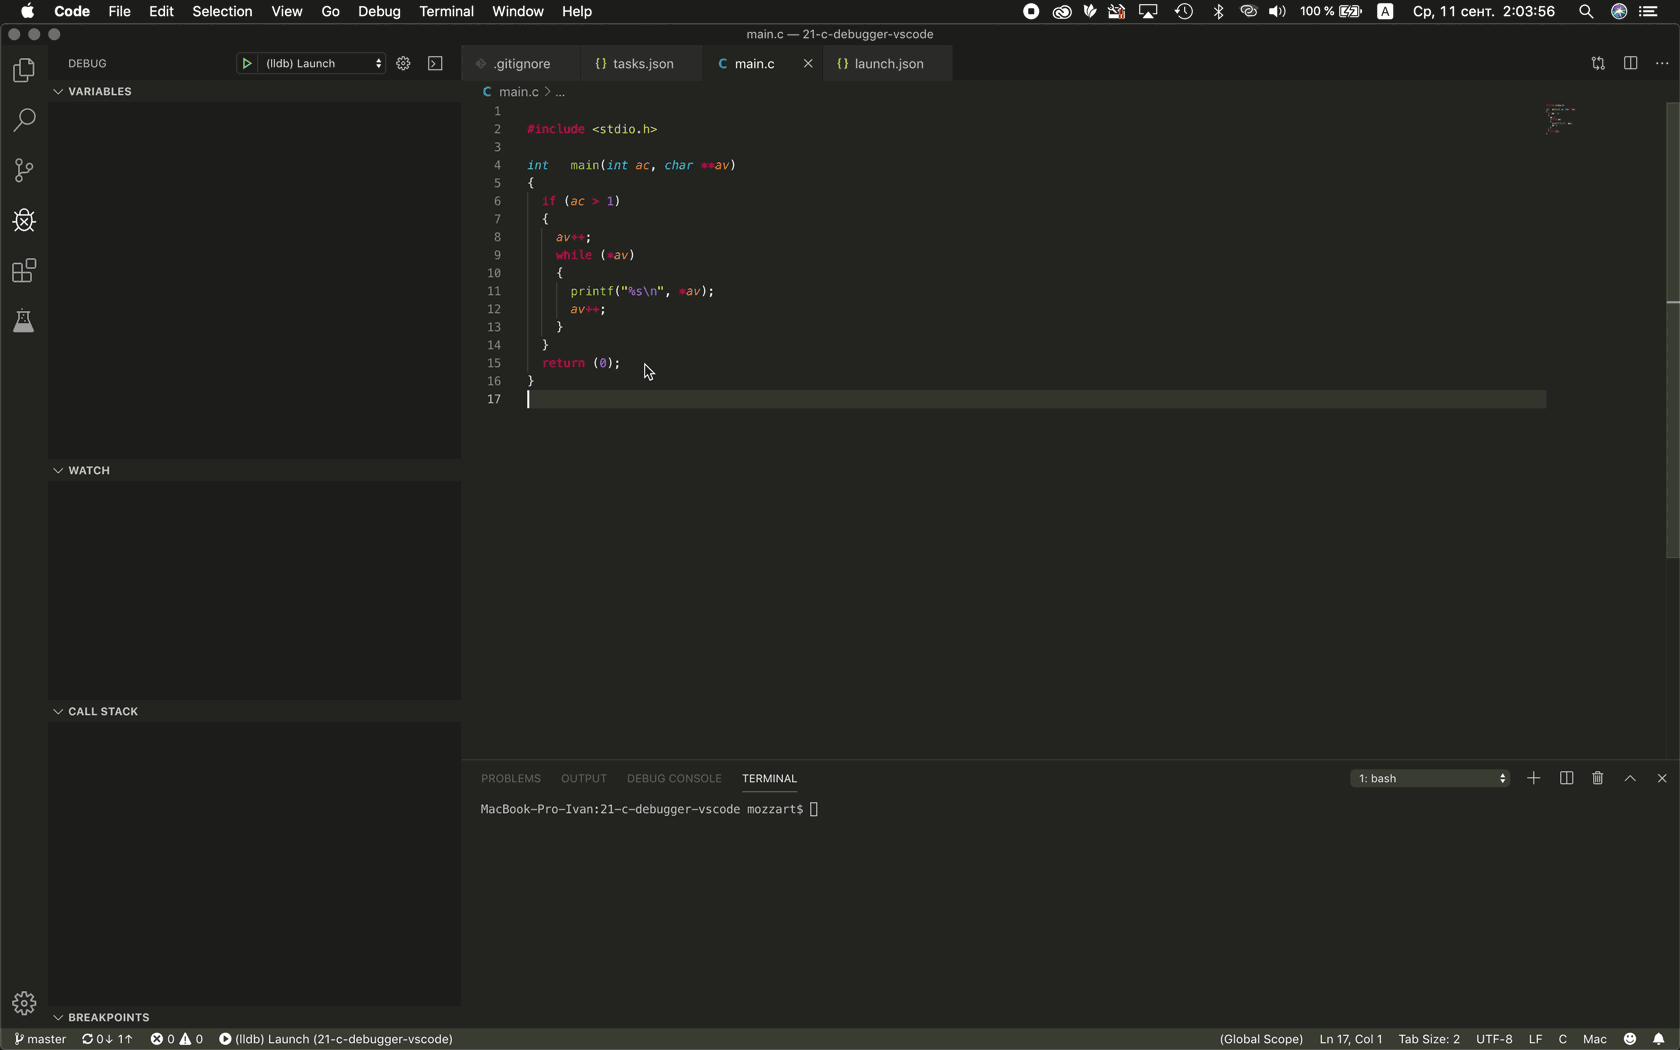 Code File Edit Selection View Go Debug Terminal Window Help 100 % A Ср, 11 сент. 2:03:56
main.c — 21-c-debugger-vscode
DEBUG (lldb) Launch
.gitignore {} tasks.json C main.c {} launch.json
VARIABLES
C main.c > ...
1
2 #include <stdio.h>
3
4 int main(int ac, char **av)
5 {
6 if (ac > 1)
7 {
8 av++;
9 while (*av)
10 {
11 printf("%s\n", *av);
12 av++;
13 }
14 }
15 return (0);
16 }
17
WATCH
CALL STACK
PROBLEMS OUTPUT DEBUG CONSOLE TERMINAL 1: bash
MacBook-Pro-Ivan:21-c-debugger-vscode mozzart$
BREAKPOINTS
master 0↓ 1↑ 0 0 (lldb) Launch (21-c-debugger-vscode) (Global Scope) Ln 17, Col 1 Tab Size: 2 UTF-8 LF C Mac